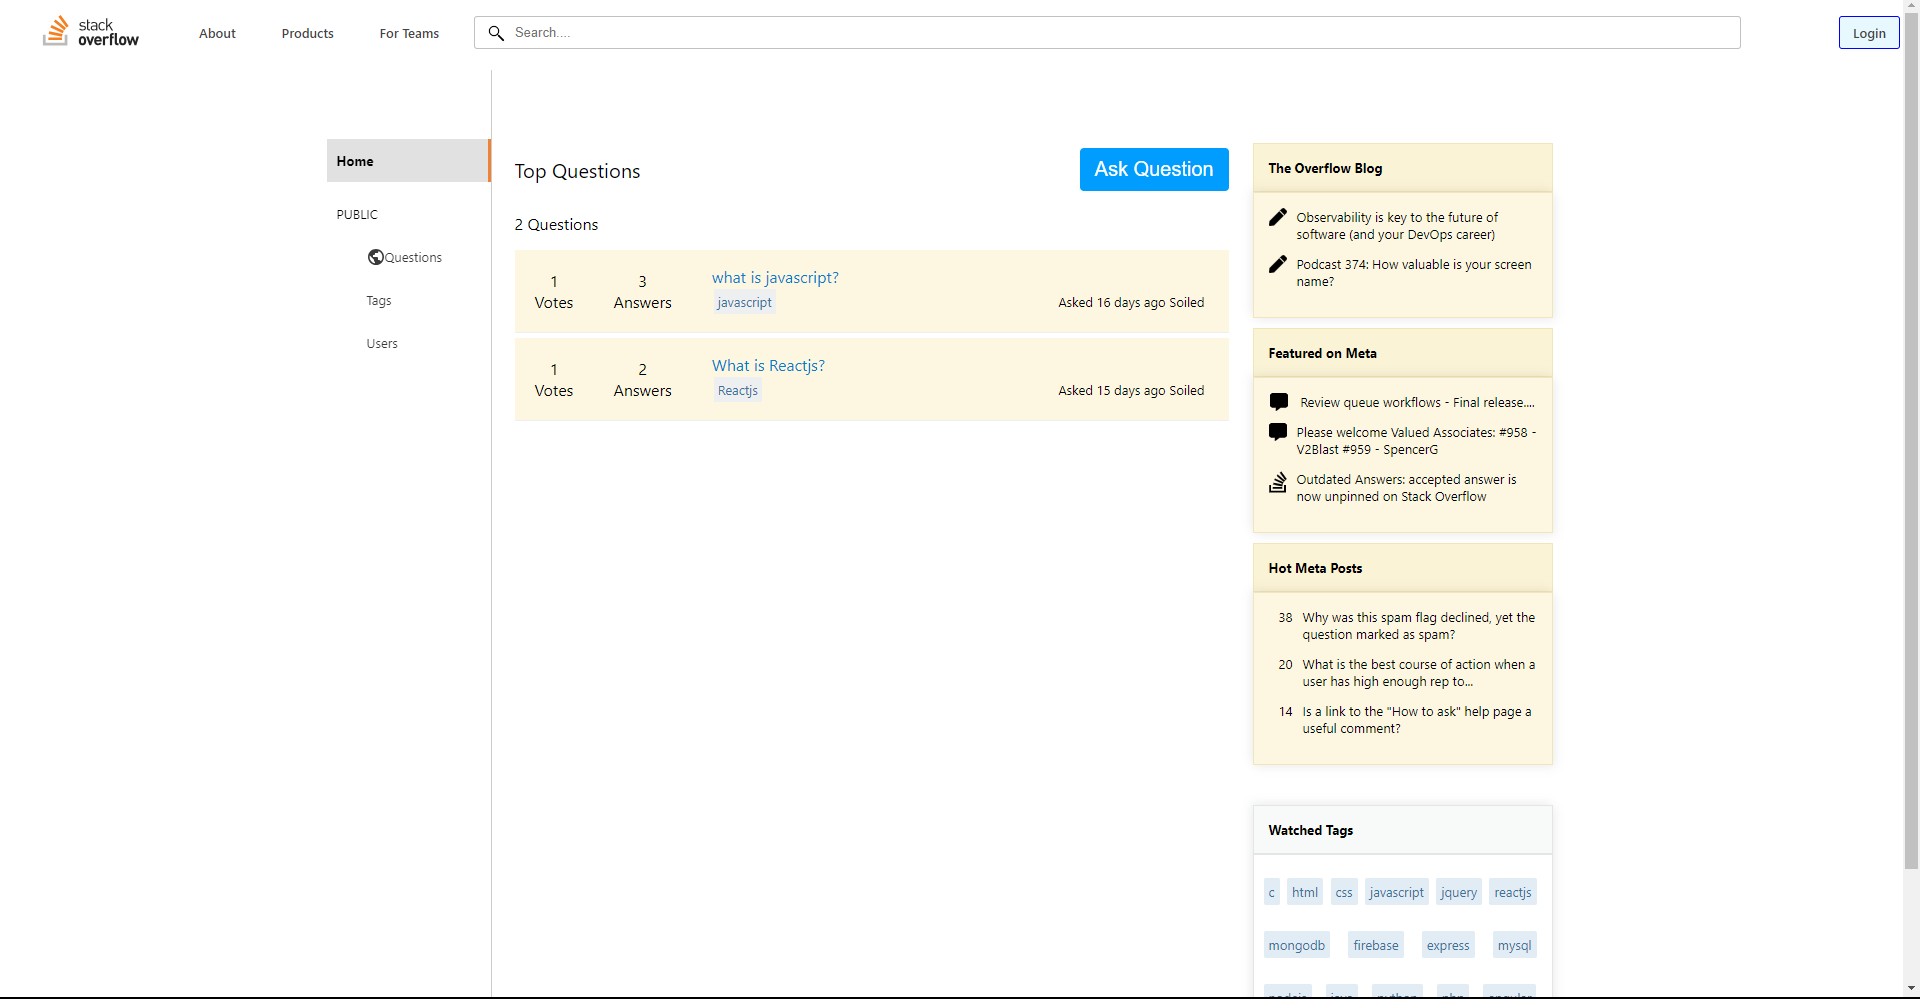 stack
overflow
About
Products
For Teams
Search....
Login
Home
PUBLIC
Questions
Tags
Users
Top Questions
Ask Question
2 Questions
1
Votes
3
Answers
what is javascript?
javascript
Asked 16 days ago Soiled
1
Votes
2
Answers
What is Reactjs?
Reactjs
Asked 15 days ago Soiled
The Overflow Blog
Observability is key to the future of
software (and your DevOps career)
Podcast 374: How valuable is your screen
name?
Featured on Meta
Review queue workflows - Final release....
Please welcome Valued Associates: #958 -
V2Blast #959 - SpencerG
Outdated Answers: accepted answer is
now unpinned on Stack Overflow
Hot Meta Posts
38 Why was this spam flag declined, yet the
question marked as spam?
20 What is the best course of action when a
user has high enough rep to...
14 Is a link to the "How to ask" help page a
useful comment?
Watched Tags
c html css javascript jquery reactjs
mongodb firebase express mysql
nodejs java python php angular